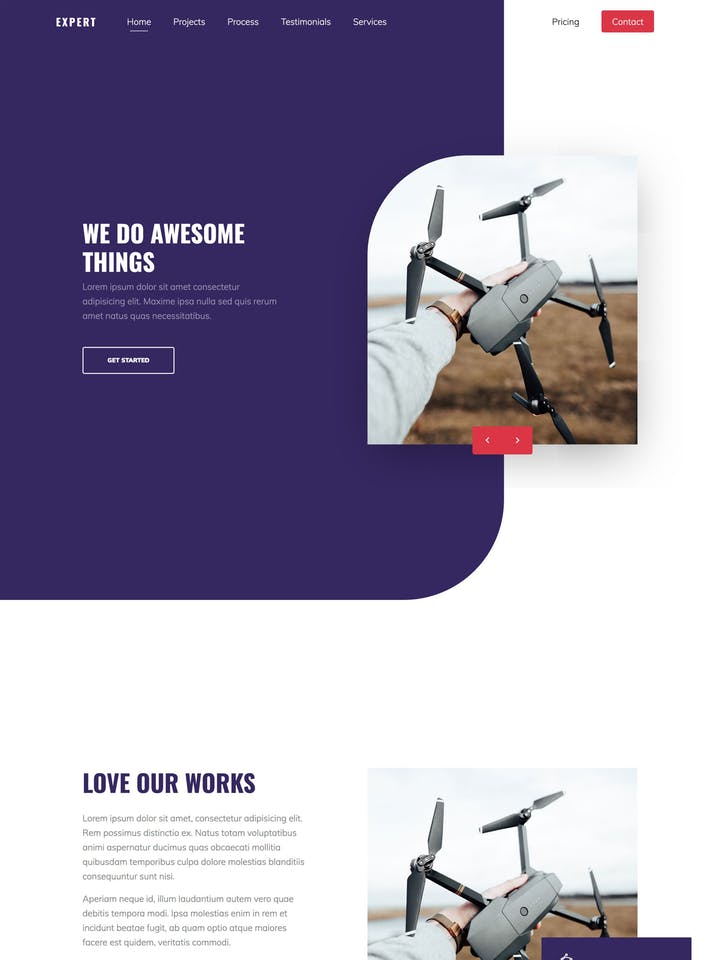 EXPERT Home Projects Process Testimonials Services Pricing Contact
WE DO AWESOME
THINGS
Lorem ipsum dolor sit amet consectetur
adipisicing elit. Maxime ipsa nulla sed quis rerum
amet natus quas necessitatibus.
GET STARTED
LOVE OUR WORKS
Lorem ipsum dolor sit amet, consectetur adipisicing elit.
Rem possimus distinctio ex. Natus totam voluptatibus
animi aspernatur ducimus quas obcaecati mollitia
quibusdam temporibus culpa dolore molestias blanditiis
consequuntur sunt nisi.
Aperiam neque id, illum laudantium autem vero quae
debitis tempora modi. Ipsa molestias enim in rem et
incidunt beatae fugit, ab quam optio atque maiores
facere est quidem, veritatis commodi.